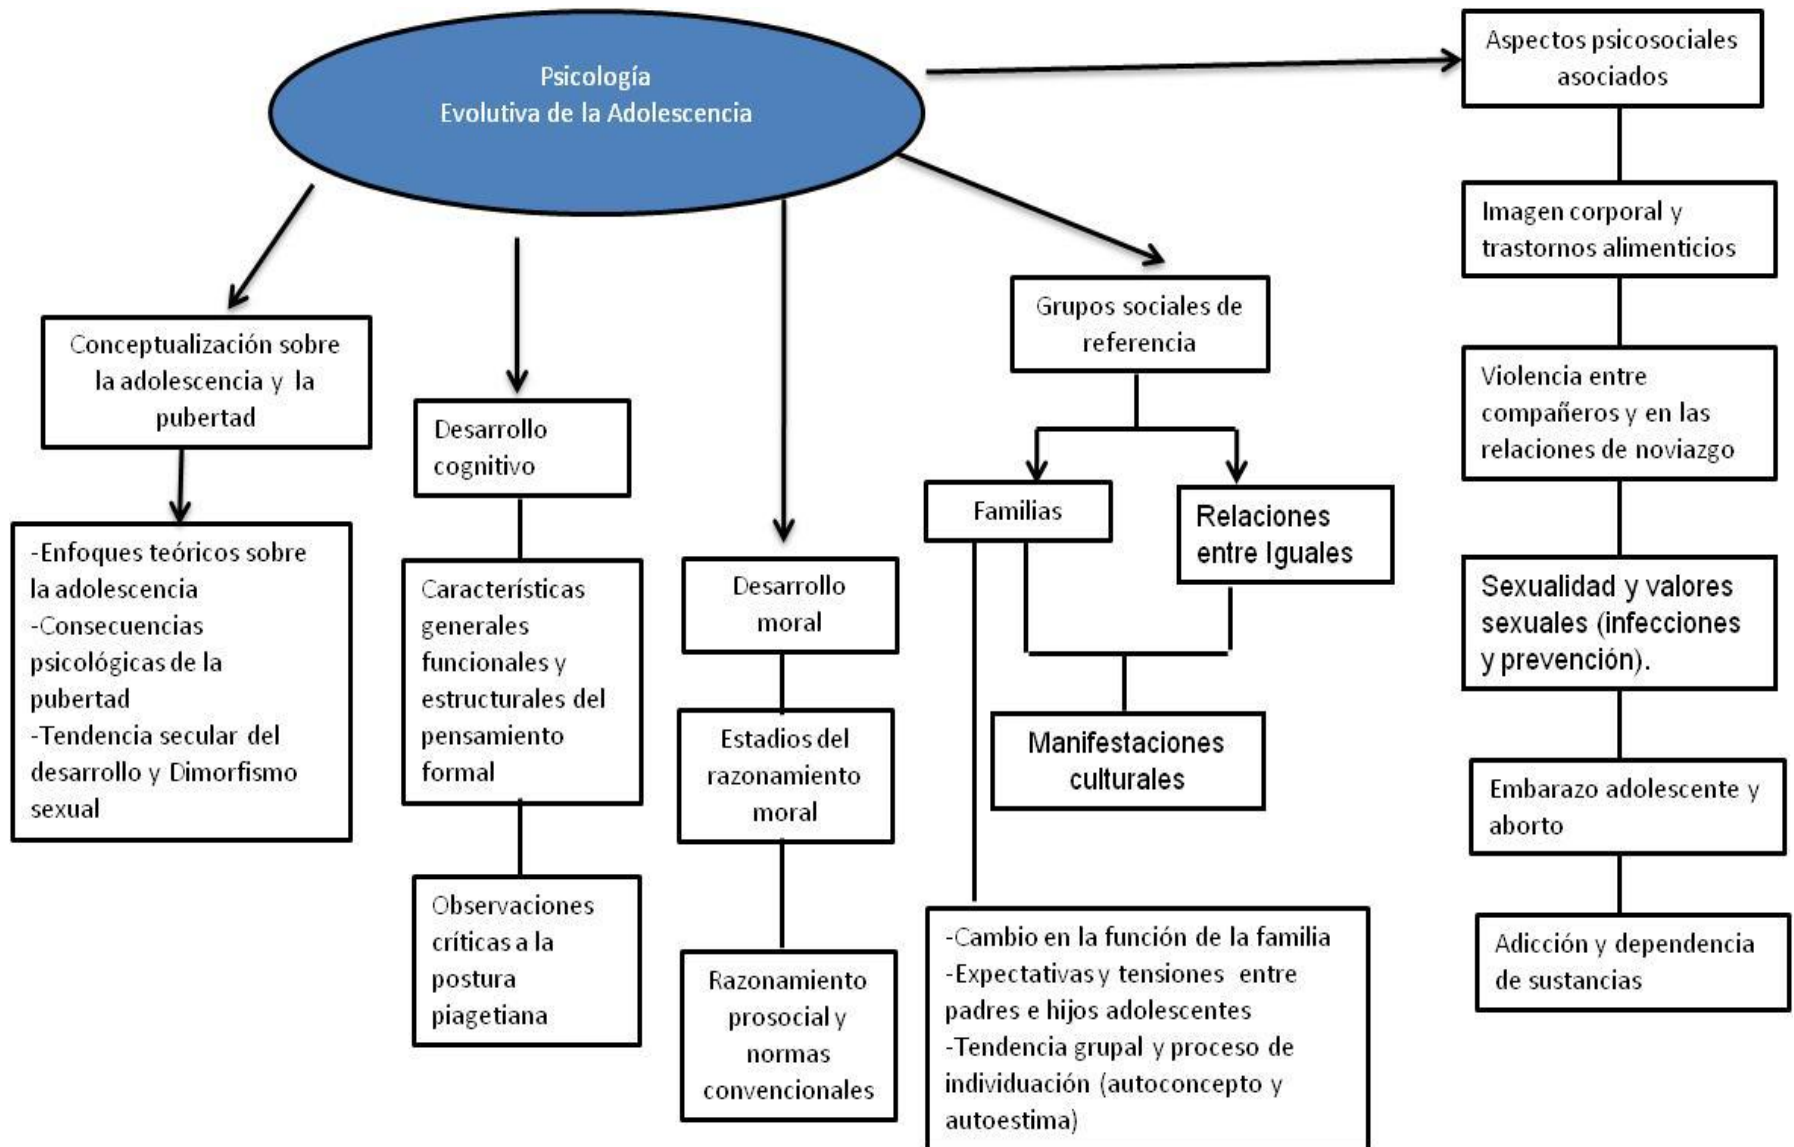 Psicología
Evolutiva de la Adolescencia
Aspectos psicosociales
asociados
Imagen corporal y
trastornos alimenticios
Violencia entre
compañeros y en las
relaciones de noviazgo
Sexualidad y valores
sexuales (infecciones
y prevención).
Embarazo adolescente y
aborto
Adicción y dependencia
de sustancias
Conceptualización sobre
la adolescencia y la
pubertad
-Enfoques teóricos sobre
la adolescencia
-Consecuencias
psicológicas de la
pubertad
-Tendencia secular del
desarrollo y Dimorfismo
sexual
Desarrollo
cognitivo
Características
generales
funcionales y
estructurales del
pensamiento
formal
Observaciones
críticas a la
postura
piagetiana
Desarrollo
moral
Estadios del
razonamiento
moral
Razonamiento
prosocial y
normas
convencionales
Grupos sociales de
referencia
Familias
Relaciones
entre Iguales
Manifestaciones
culturales
-Cambio en la función de la familia
-Expectativas y tensiones entre
padres e hijos adolescentes
-Tendencia grupal y proceso de
individuación (autoconcepto y
autoestima)